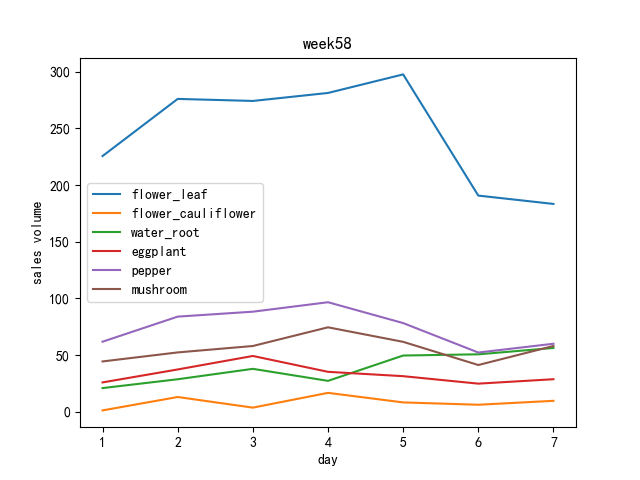 week58
300
250
200
150
100
50
0
sales volume
flower_leaf
flower_cauliflower
water_root
eggplant
pepper
mushroom
1 2 3 4 5 6 7
day